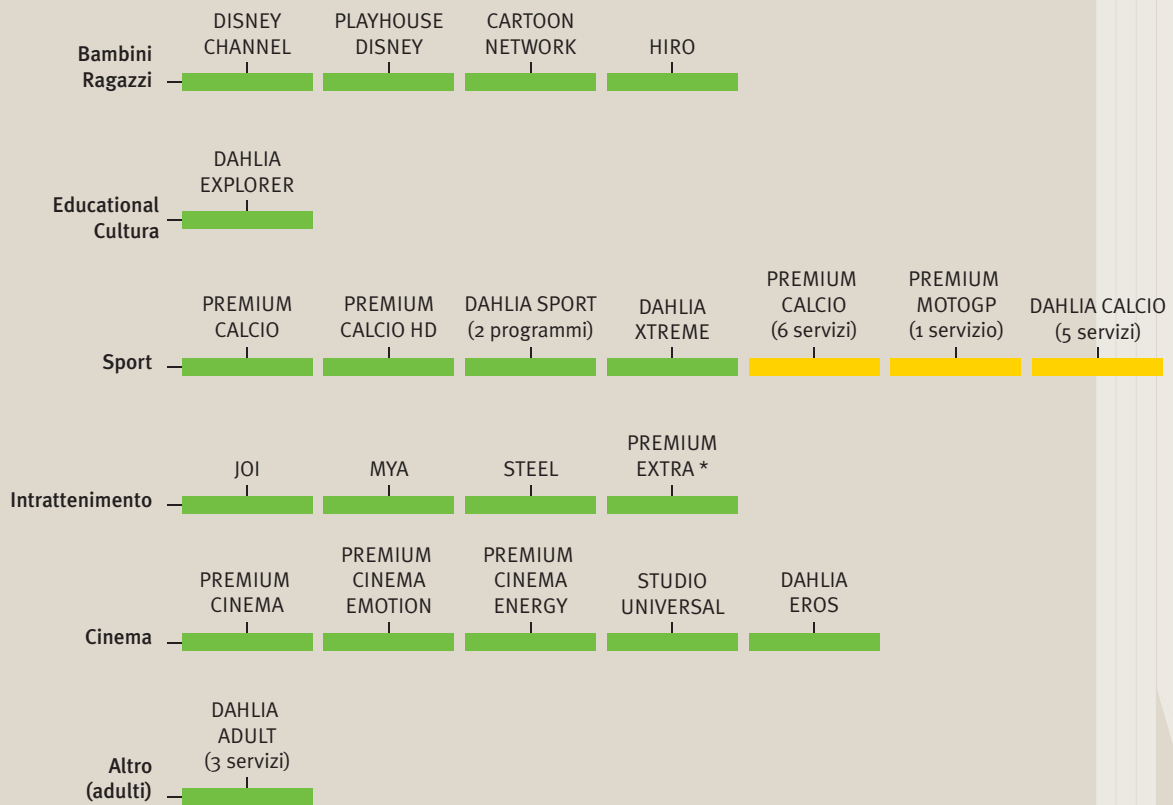 DISNEY
CHANNEL
PLAYHOUSE
DISNEY
CARTOON
NETWORK
HIRO
Bambini
Ragazzi
DAHLIA
EXPLORER
Educational
Cultura
PREMIUM
CALCIO
PREMIUM
CALCIO HD
DAHLIA SPORT
(2 programmi)
DAHLIA
XTREME
PREMIUM
CALCIO
(6 servizi)
PREMIUM
MOTOGP
(1 servizio)
DAHLIA CALCIO
(5 servizi)
Sport
JOI
MYA
STEEL
PREMIUM
EXTRA *
Intrattenimento
PREMIUM
CINEMA
PREMIUM
CINEMA
EMOTION
PREMIUM
CINEMA
ENERGY
STUDIO
UNIVERSAL
DAHLIA
EROS
Cinema
DAHLIA
ADULT
(3 servizi)
Altro
(adulti)